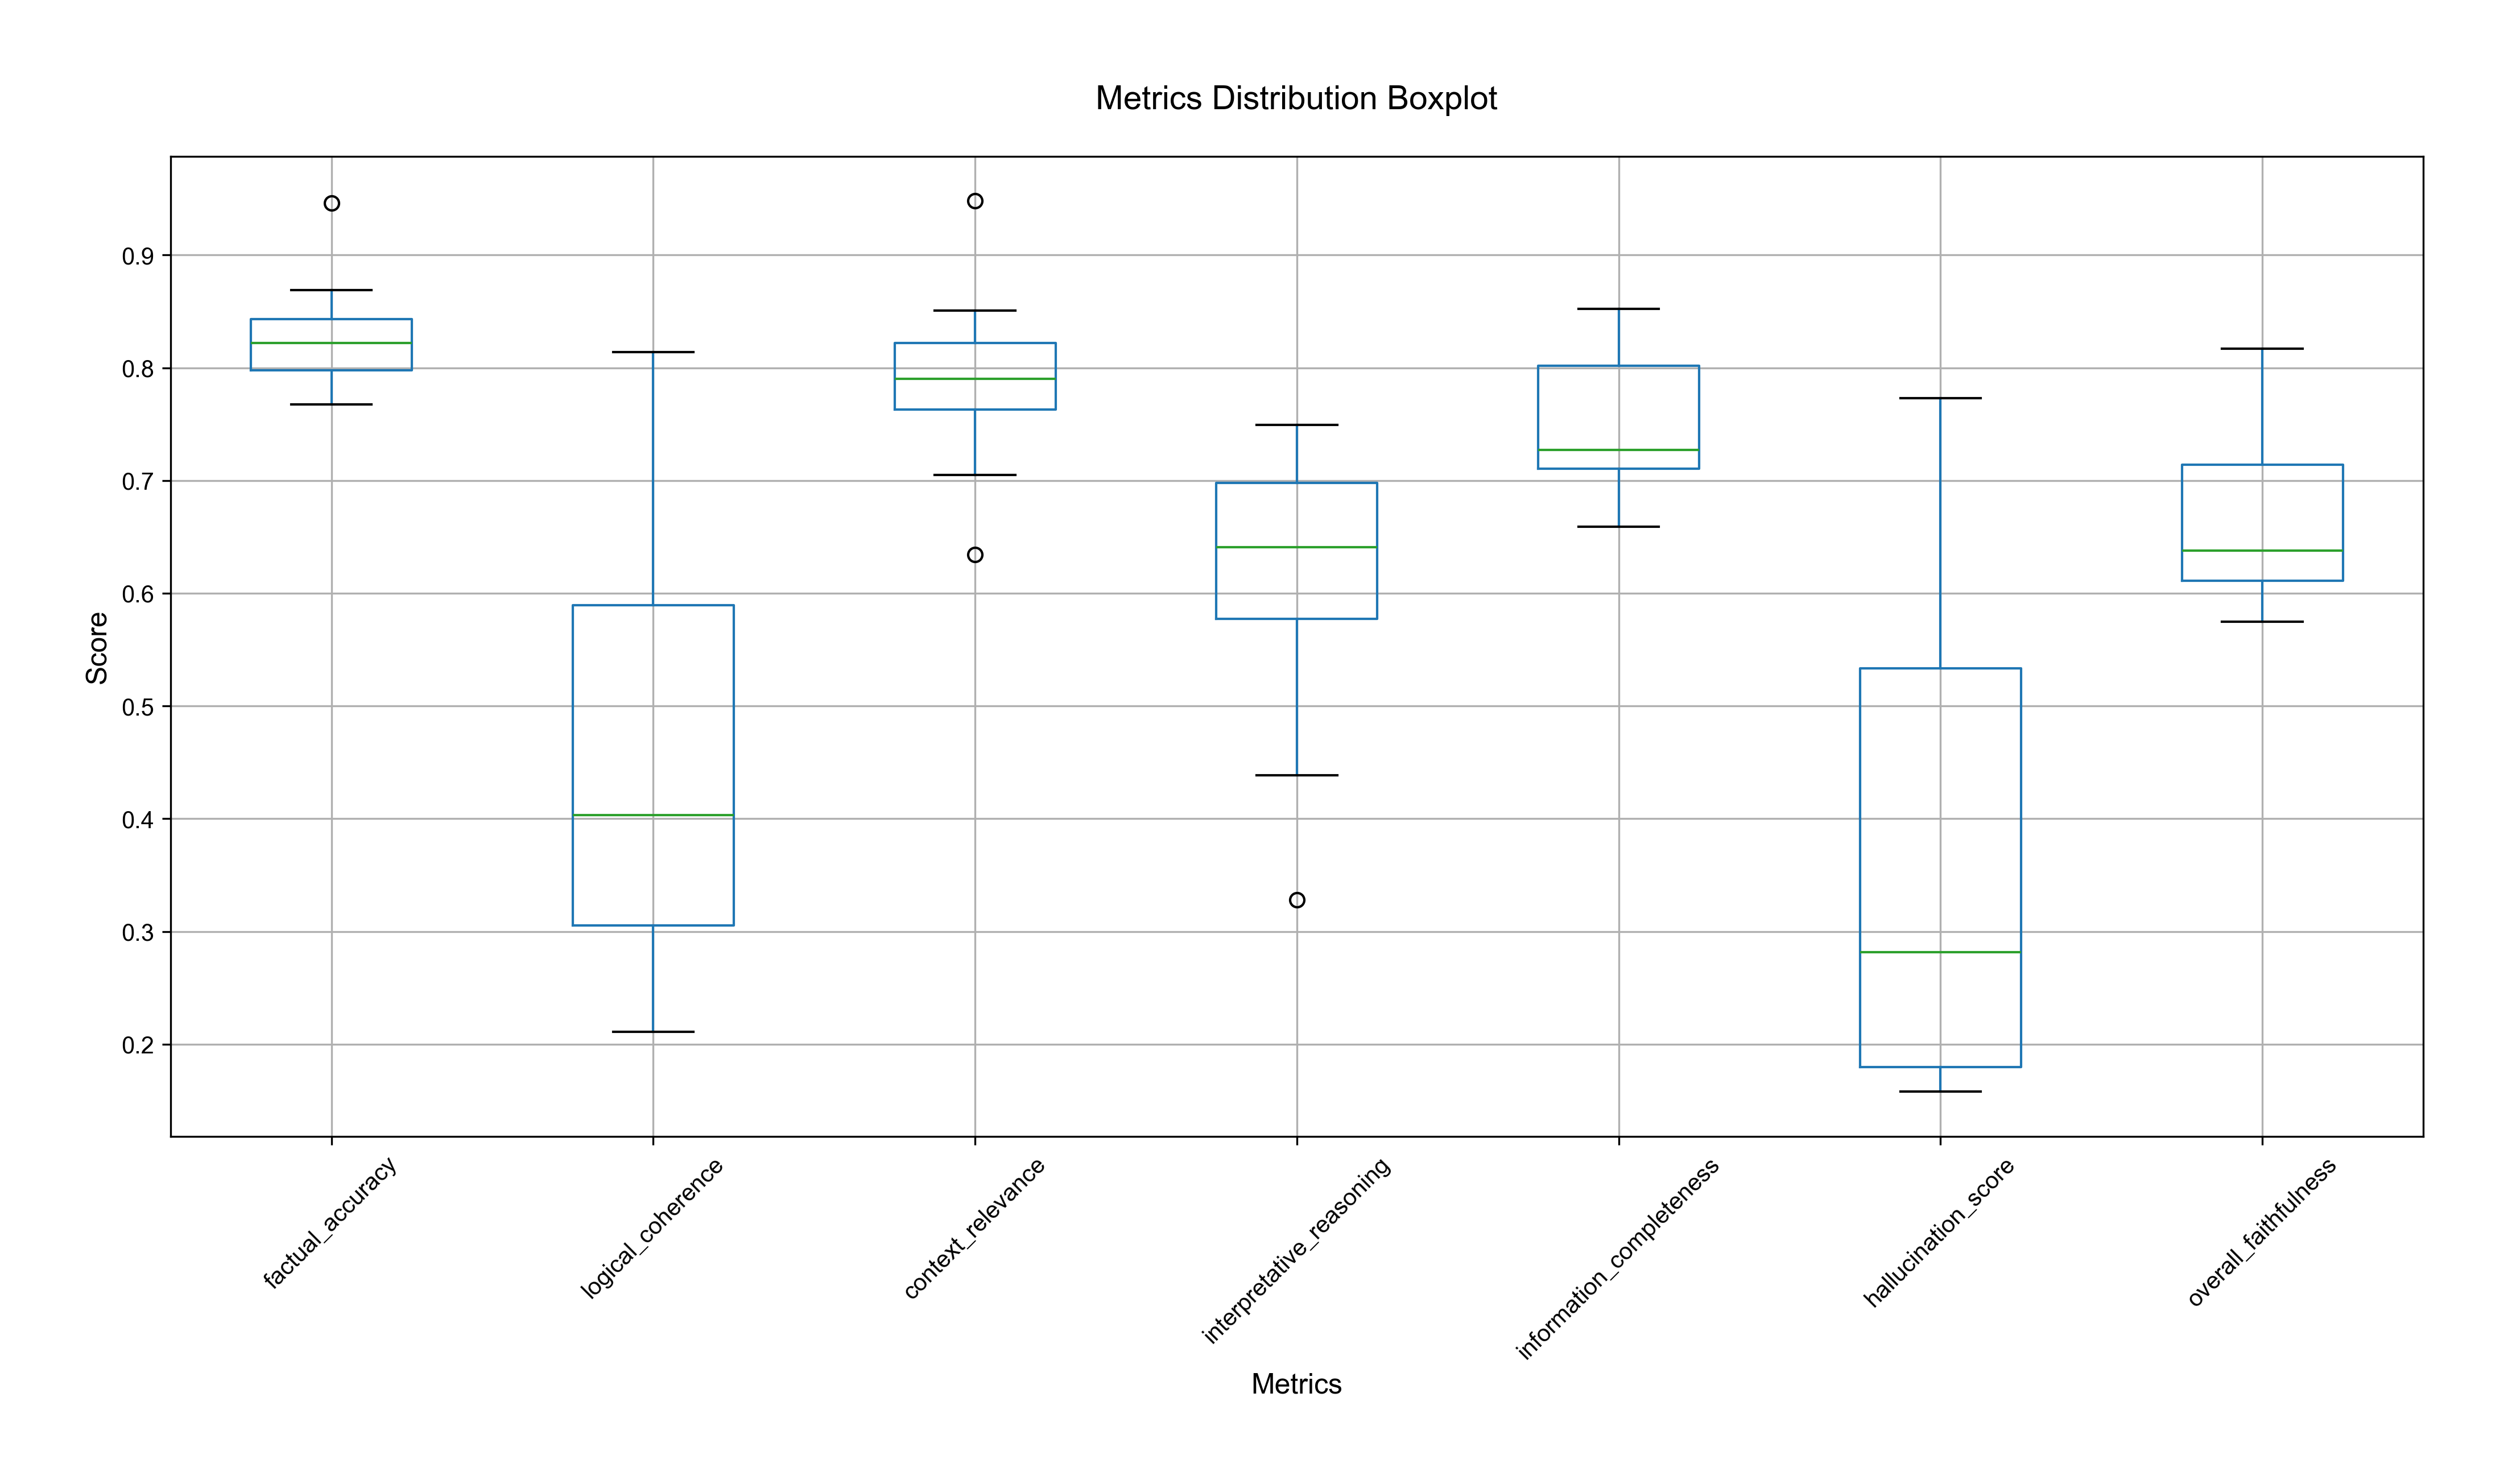 Metrics Distribution Boxplot
Score
0.9
0.8
0.7
0.6
0.5
0.4
0.3
0.2
factual_accuracy
logical_coherence
context_relevance
interpretative_reasoning
information_completeness
hallucination_score
overall_faithfulness
Metrics